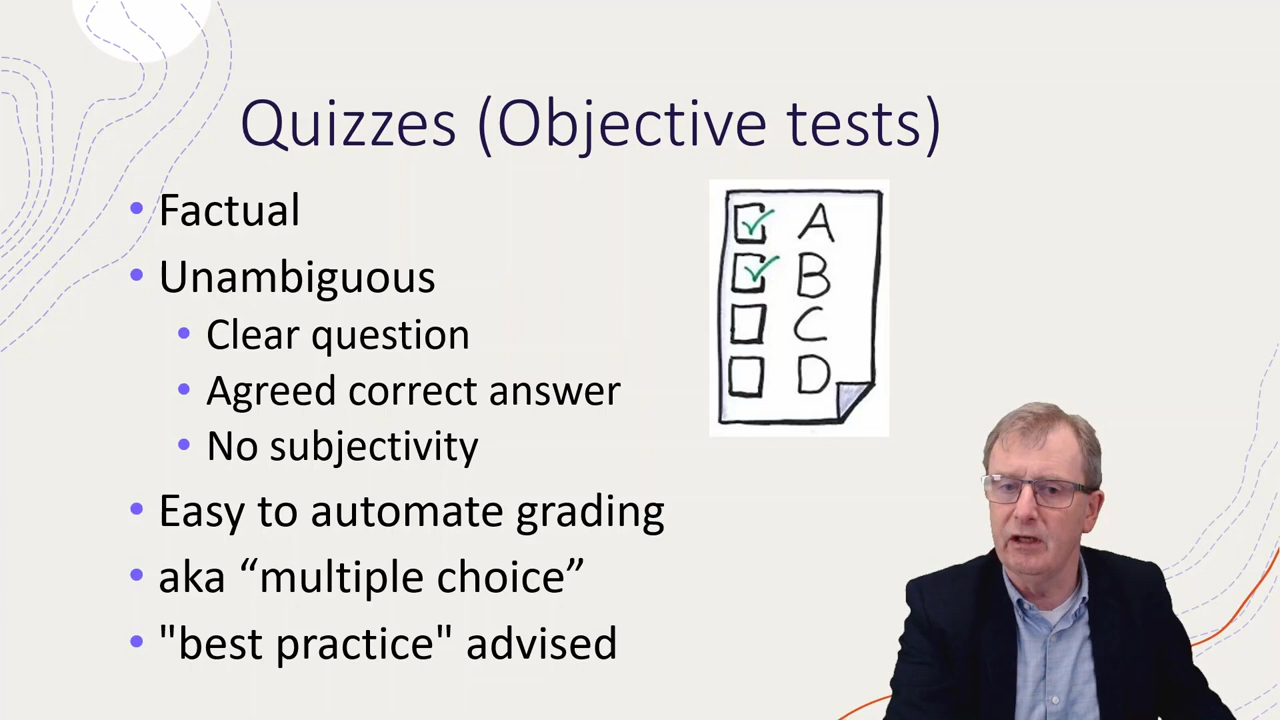 Quizzes (Objective tests)
• Factual
• Unambiguous
• Clear question
• Agreed correct answer
• No subjectivity
• Easy to automate grading
• aka “multiple choice”
• "best practice" advised
A
B
C
D